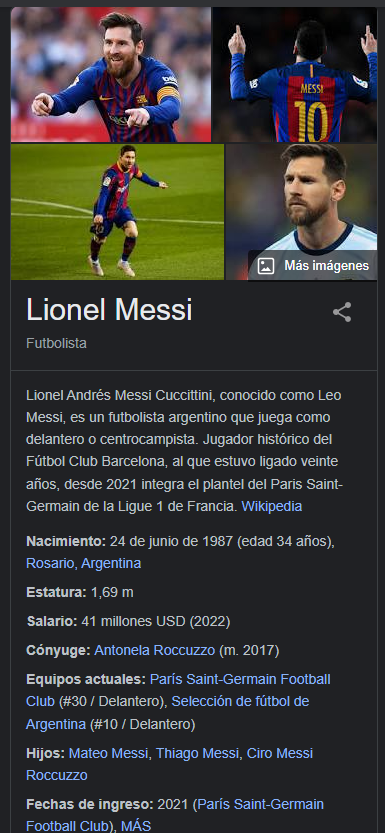 MESSI
10
Más imágenes
Lionel Messi
Futbolista
Lionel Andrés Messi Cuccittini, conocido como Leo
Messi, es un futbolista argentino que juega como
delantero o centrocampista. Jugador histórico del
Fútbol Club Barcelona, al que estuvo ligado veinte
años, desde 2021 integra el plantel del Paris Saint-
Germain de la Ligue 1 de Francia. Wikipedia
Nacimiento: 24 de junio de 1987 (edad 34 años),
Rosario, Argentina
Estatura: 1,69 m
Salario: 41 millones USD (2022)
Cónyuge: Antonela Roccuzzo (m. 2017)
Equipos actuales: París Saint-Germain Football
Club (#30 / Delantero), Selección de fútbol de
Argentina (#10 / Delantero)
Hijos: Mateo Messi, Thiago Messi, Ciro Messi
Roccuzzo
Fechas de ingreso: 2021 (París Saint-Germain
Football Club), MÁS